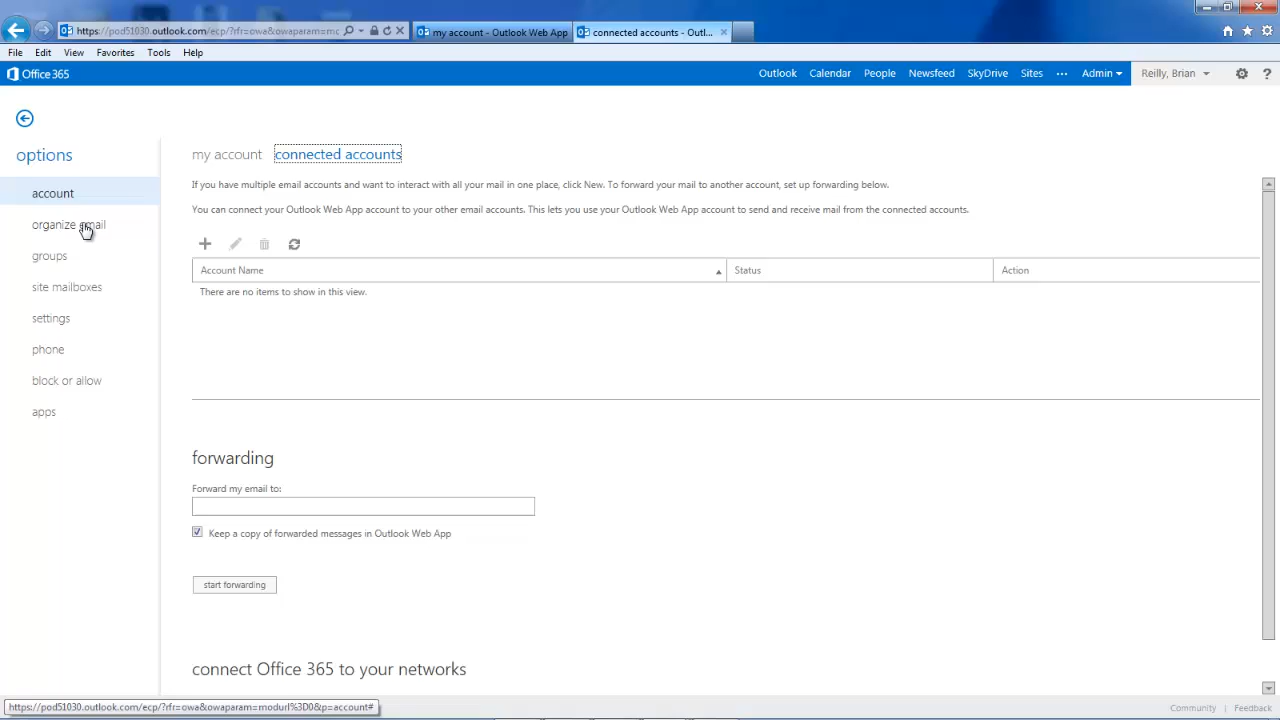 https://pod51030.outlook.com/ecp/?rfr=owa&owaparam=mo
my account - Outlook Web App
connected accounts - Outl...
File Edit View Favorites Tools Help
Office 365
Outlook Calendar People Newsfeed SkyDrive Sites ... Admin Reilly, Brian ?
options
my account connected accounts
If you have multiple email accounts and want to interact with all your mail in one place, click New. To forward your mail to another account, set up forwarding below.
account
You can connect your Outlook Web App account to your other email accounts. This lets you use your Outlook Web App account to send and receive mail from the connected accounts.
organize email
groups
site mailboxes
settings
phone
block or allow
apps
Account Name Status Action
There are no items to show in this view.
forwarding
Forward my email to:
Keep a copy of forwarded messages in Outlook Web App
start forwarding
connect Office 365 to your networks
https://pod51030.outlook.com/ecp/?rfr=owa&owaparam=modurl%3D0&p=account#
Community | Feedback